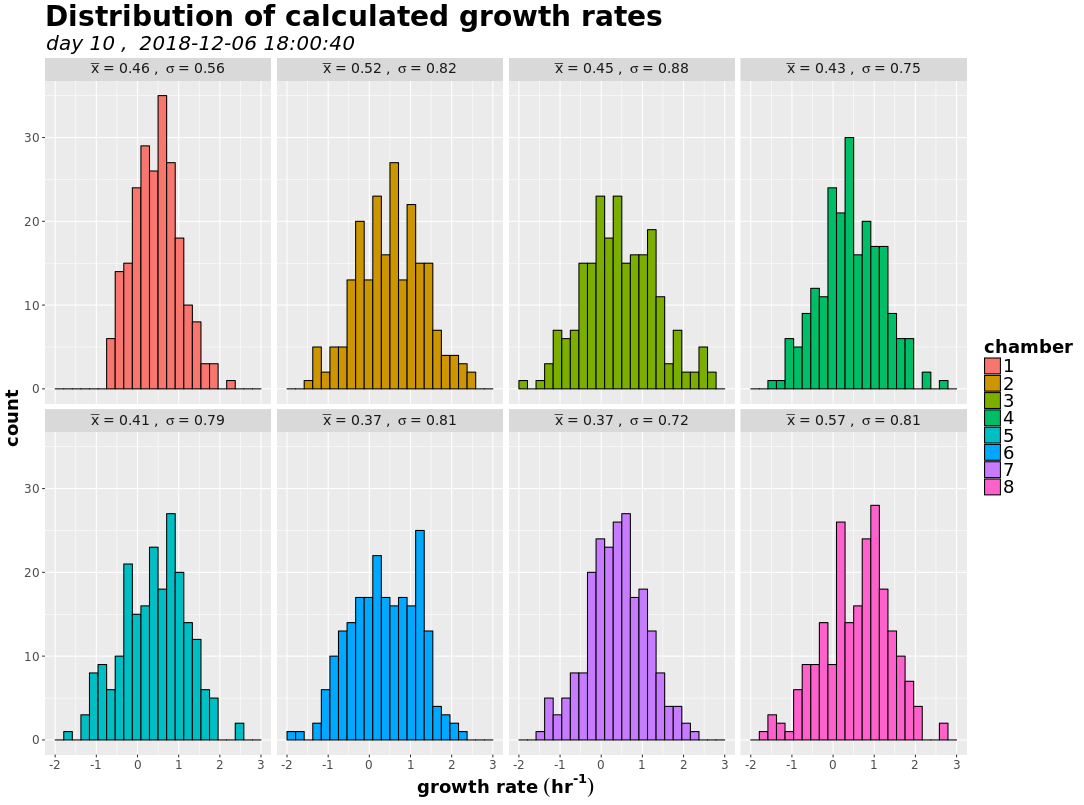 Distribution of calculated growth rates
day 10 ,  2018-12-06 18:00:40
x̅ = 0.46 ,  σ = 0.56
x̅ = 0.52 ,  σ = 0.82
x̅ = 0.45 ,  σ = 0.88
x̅ = 0.43 ,  σ = 0.75
30
20
10
0
x̅ = 0.41 ,  σ = 0.79
x̅ = 0.37 ,  σ = 0.81
x̅ = 0.37 ,  σ = 0.72
x̅ = 0.57 ,  σ = 0.81
30
20
10
0
-2 -1 0 1 2 3
-2 -1 0 1 2 3
-2 -1 0 1 2 3
-2 -1 0 1 2 3
count
growth rate (hr⁻¹)
chamber
1
2
3
4
5
6
7
8